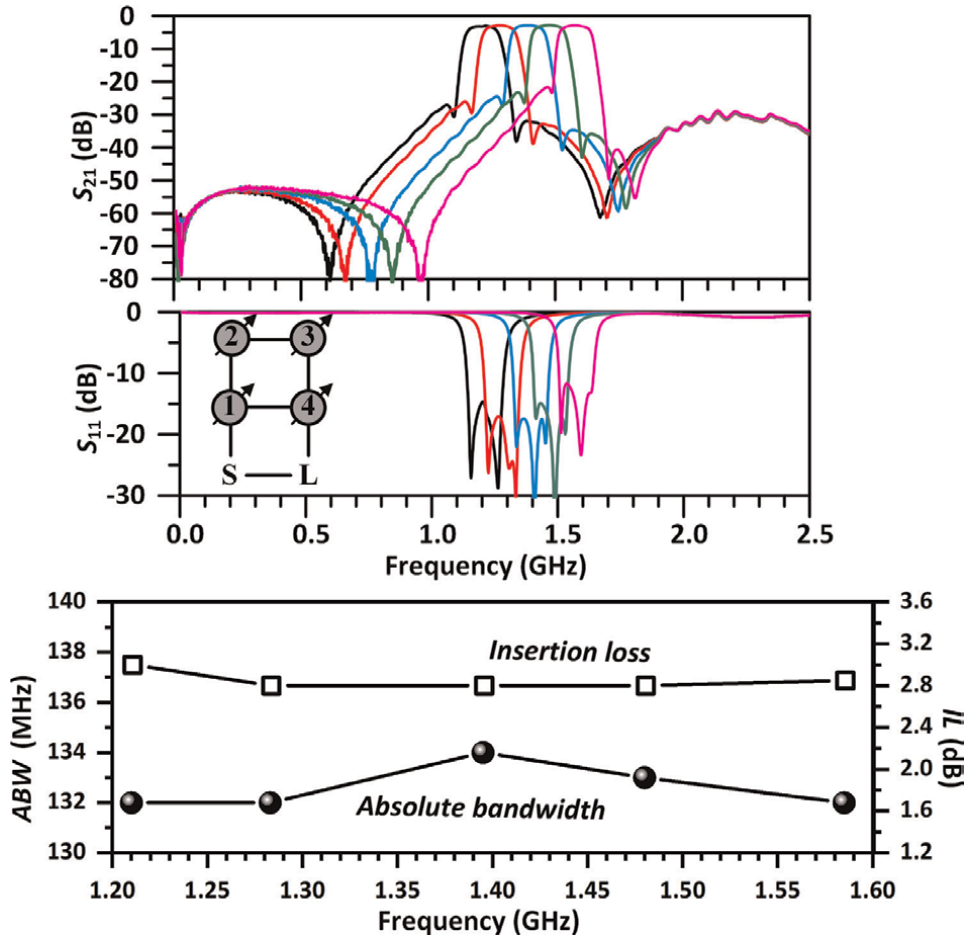 0
-10
-20
-30
-40
-50
-60
-70
-80
S21 (dB)
0
-10
-20
-30
S11 (dB)
2 3
1 4
S L
0.0 0.5 1.0 1.5 2.0 2.5
Frequency (GHz)
140
138
136
134
132
130
ABW (MHz)
3.6
3.2
2.8
2.4
2.0
1.6
1.2
iL (dB)
Insertion loss
Absolute bandwidth
1.20 1.25 1.30 1.35 1.40 1.45 1.50 1.55 1.60
Frequency (GHz)